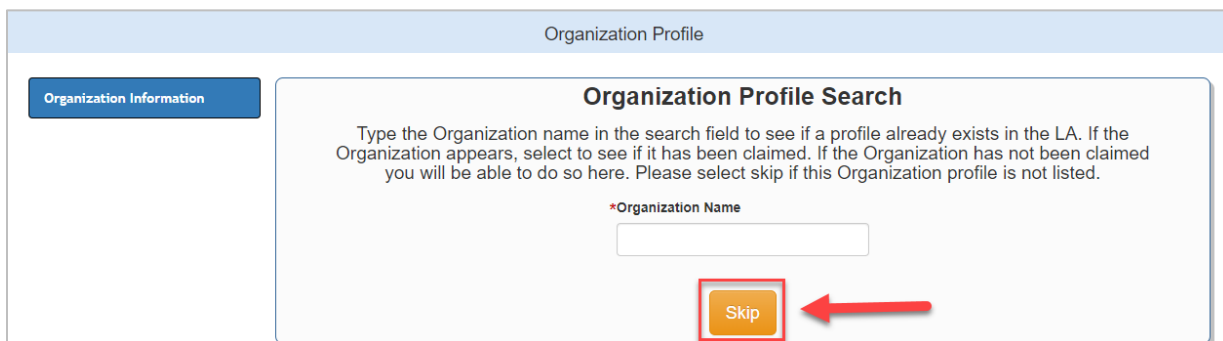 Organization Profile
Organization Information
Organization Profile Search
Type the Organization name in the search field to see if a profile already exists in the LA. If the
Organization appears, select to see if it has been claimed. If the Organization has not been claimed
you will be able to do so here. Please select skip if this Organization profile is not listed.
*Organization Name
Skip